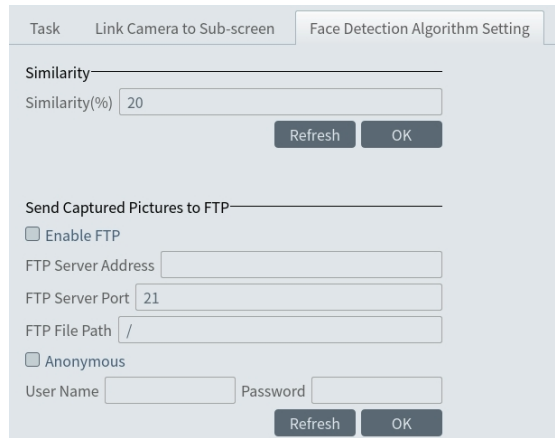 Task Link Camera to Sub-screen Face Detection Algorithm Setting
Similarity
Similarity(%) 20
Refresh OK
Send Captured Pictures to FTP
Enable FTP
FTP Server Address
FTP Server Port 21
FTP File Path /
Anonymous
User Name Password
Refresh OK